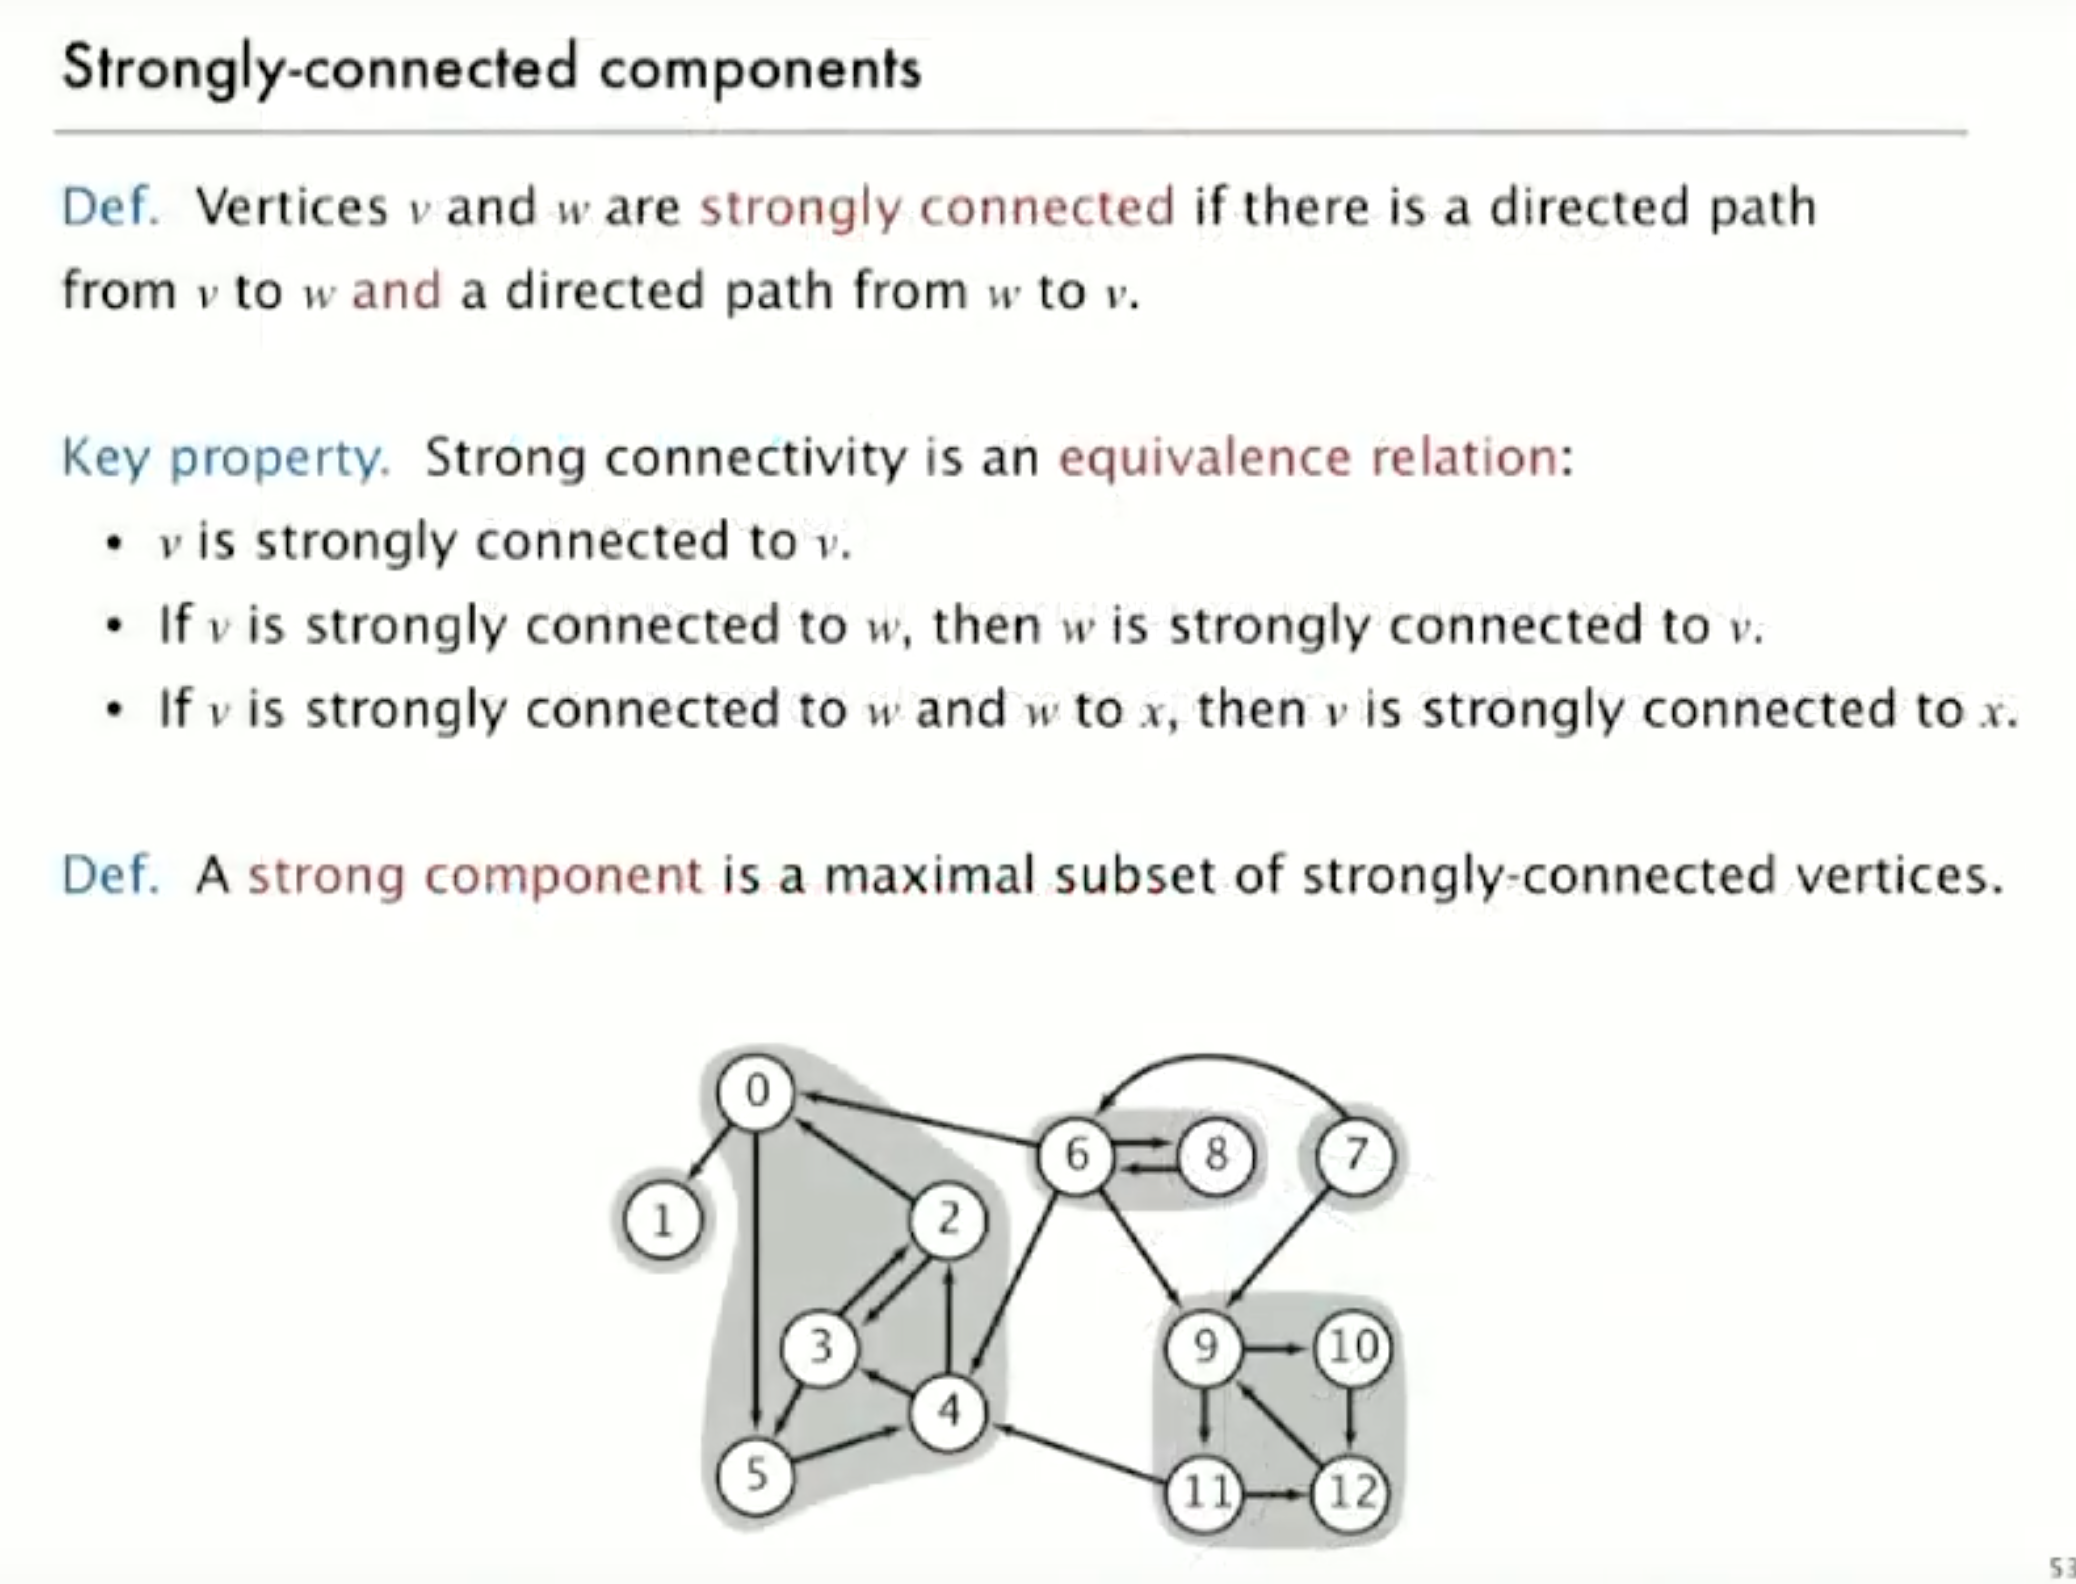 Strongly-connected components
Def. Vertices v and w are strongly connected if there is a directed path
from v to w and a directed path from w to v.
Key property. Strong connectivity is an equivalence relation:
• v is strongly connected to v.
• If v is strongly connected to w, then w is strongly connected to v.
• If v is strongly connected to w and w to x, then v is strongly connected to x.
Def. A strong component is a maximal subset of strongly-connected vertices.
0
6
8
7
1
2
3
9
10
4
5
11
12
53